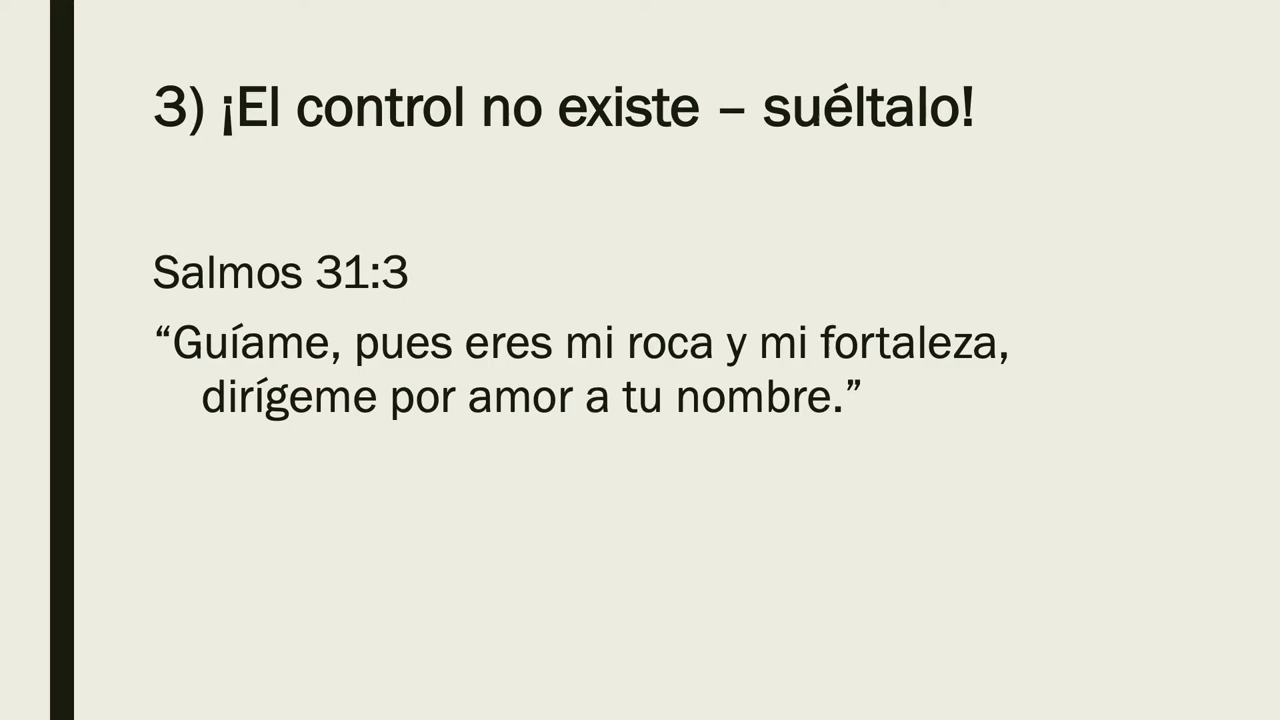 3) ¡El control no existe – suéltalo!
Salmos 31:3
“Guíame, pues eres mi roca y mi fortaleza,
dirígeme por amor a tu nombre.”